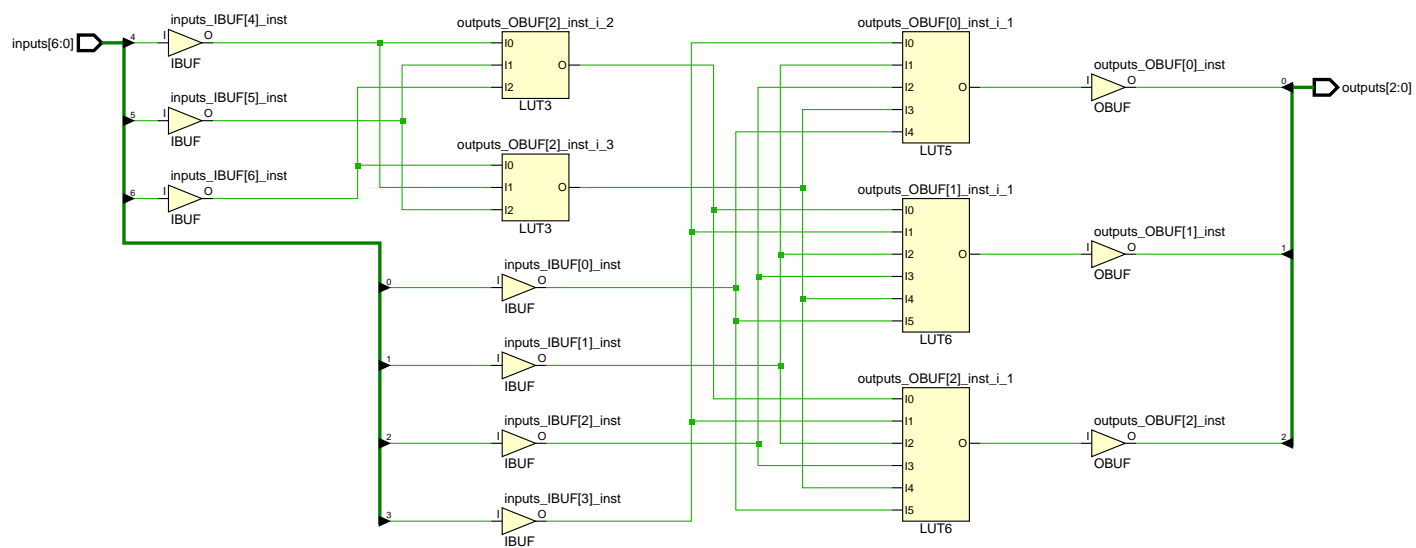 inputs[6:0]
4
inputs_IBUF[4]_inst
I
O
IBUF
5
inputs_IBUF[5]_inst
I
O
IBUF
6
inputs_IBUF[6]_inst
I
O
IBUF
outputs_OBUF[2]_inst_i_2
I0
I1
I2
O
LUT3
outputs_OBUF[2]_inst_i_3
I0
I1
I2
O
LUT3
0
inputs_IBUF[0]_inst
I
O
IBUF
1
inputs_IBUF[1]_inst
I
O
IBUF
2
inputs_IBUF[2]_inst
I
O
IBUF
3
inputs_IBUF[3]_inst
I
O
IBUF
outputs_OBUF[0]_inst_i_1
I0
I1
I2
I3
I4
O
LUT5
outputs_OBUF[1]_inst_i_1
I0
I1
I2
I3
I4
I5
O
LUT6
outputs_OBUF[2]_inst_i_1
I0
I1
I2
I3
I4
I5
O
LUT6
outputs_OBUF[0]_inst
I
O
OBUF
0
outputs_OBUF[1]_inst
I
O
OBUF
1
outputs_OBUF[2]_inst
I
O
OBUF
2
outputs[2:0]